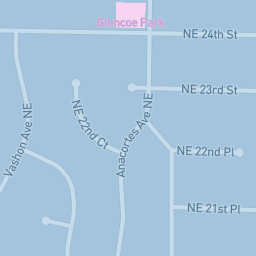 Glencoe Park
NE 24th St
NE 23rd St
Vashon Ave NE
NE 22nd Ct
Anacortes Ave NE
NE 22nd Pl
NE 21st Pl